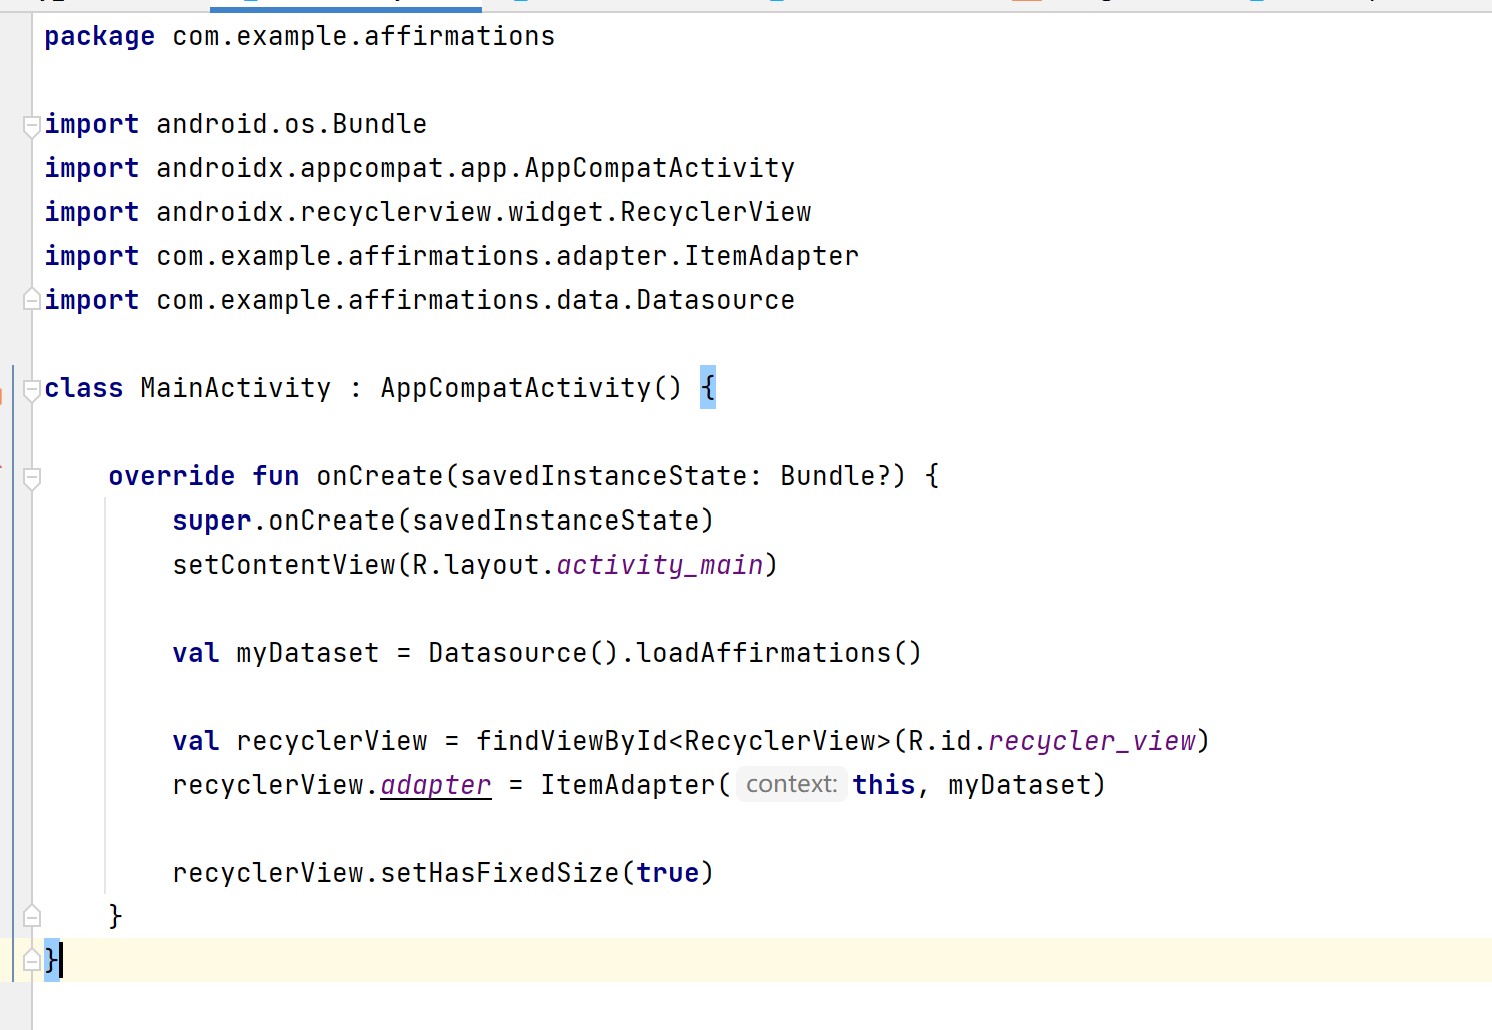 package com.example.affirmations
import android.os.Bundle
import androidx.appcompat.app.AppCompatActivity
import androidx.recyclerview.widget.RecyclerView
import com.example.affirmations.adapter.ItemAdapter
import com.example.affirmations.data.Datasource
class MainActivity : AppCompatActivity() {
override fun onCreate(savedInstanceState: Bundle?) {
super.onCreate(savedInstanceState)
setContentView(R.layout.activity_main)
val myDataset = Datasource().loadAffirmations()
val recyclerView = findViewById<RecyclerView>(R.id.recycler_view)
recyclerView.adapter = ItemAdapter( context: this, myDataset)
recyclerView.setHasFixedSize(true)
}
}